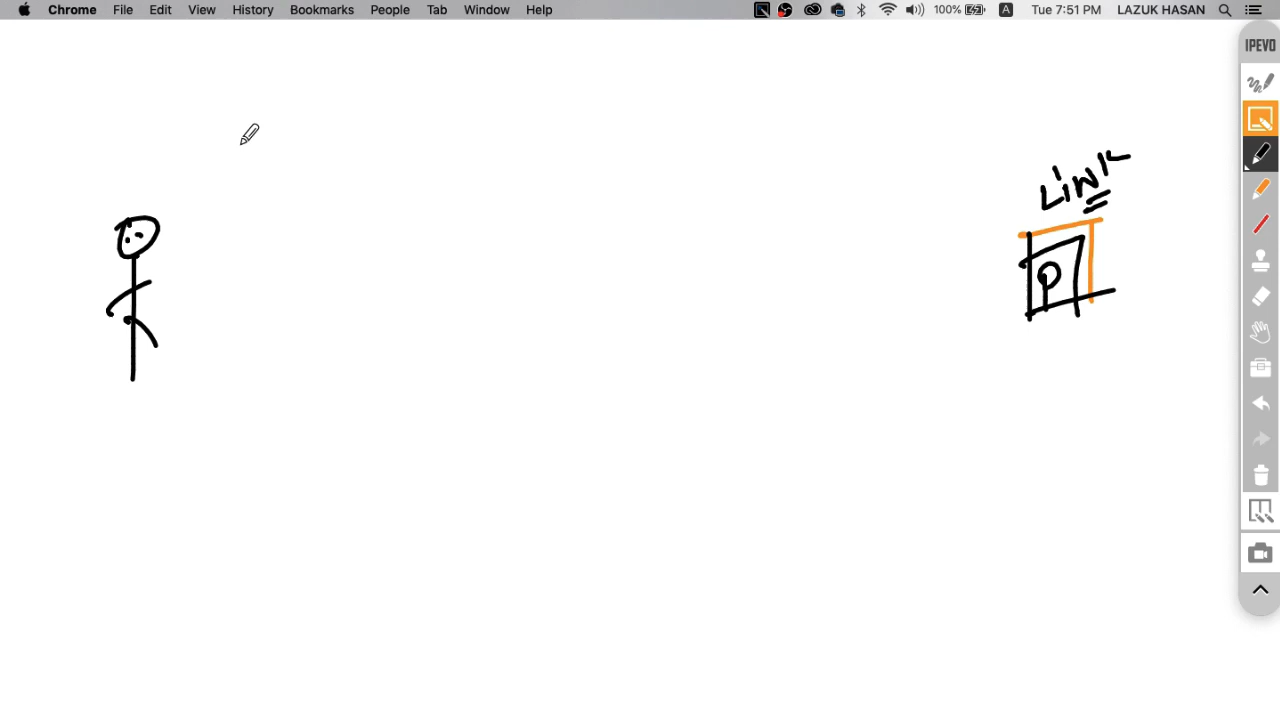 Chrome File Edit View History Bookmarks People Tab Window Help 100% A Tue 7:51 PM LAZUK HASAN
IPEVO
Link
P